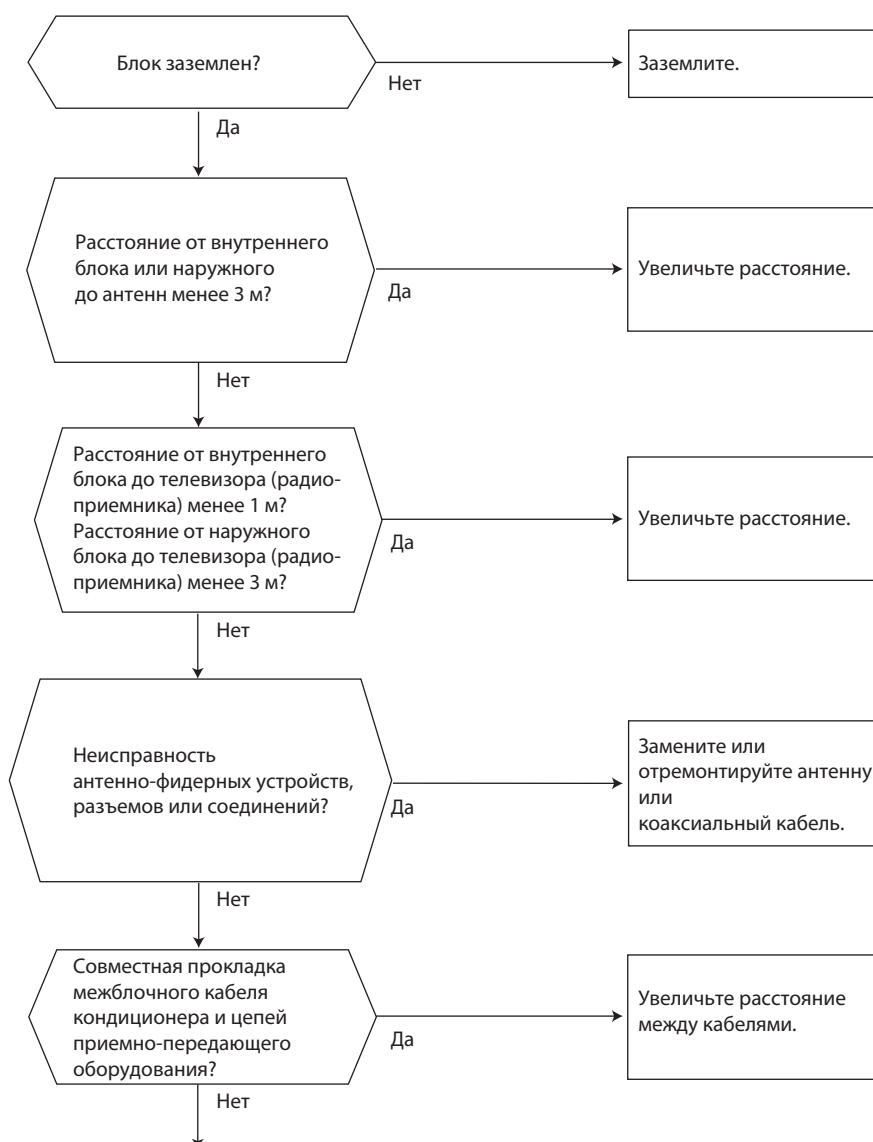 Блок заземлен?
Нет
Заземлите.
Да
Расстояние от внутреннего
блока или наружного
до антенн менее 3 м?
Да
Увеличьте расстояние.
Нет
Расстояние от внутреннего
блока до телевизора (радио-
приемника) менее 1 м?
Расстояние от наружного
блока до телевизора (радио-
приемника) менее 3 м?
Да
Увеличьте расстояние.
Нет
Неисправность
антенно-фидерных устройств,
разъемов или соединений?
Да
Замените или
отремонтируйте антенну
или
коаксиальный кабель.
Нет
Совместная прокладка
межблочного кабеля
кондиционера и цепей
приемно-передающего
оборудования?
Да
Увеличьте расстояние
между кабелями.
Нет